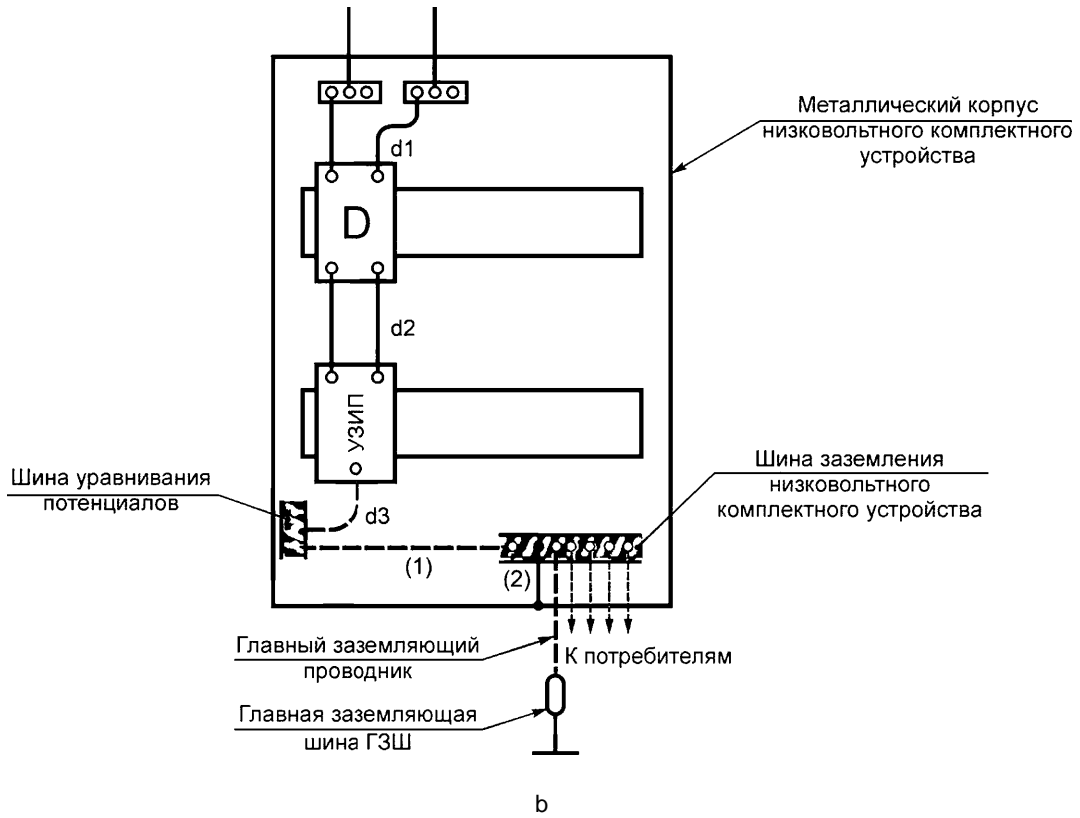 Металлический корпус
низковольтного комплектного
устройства
d1
D
d2
УЗИП
Шина уравнивания
потенциалов
d3
Шина заземления
низковольтного
комплектного устройства
(1)
(2)
Главный заземляющий
проводник
К потребителям
Главная заземляющая
шина ГЗШ
b